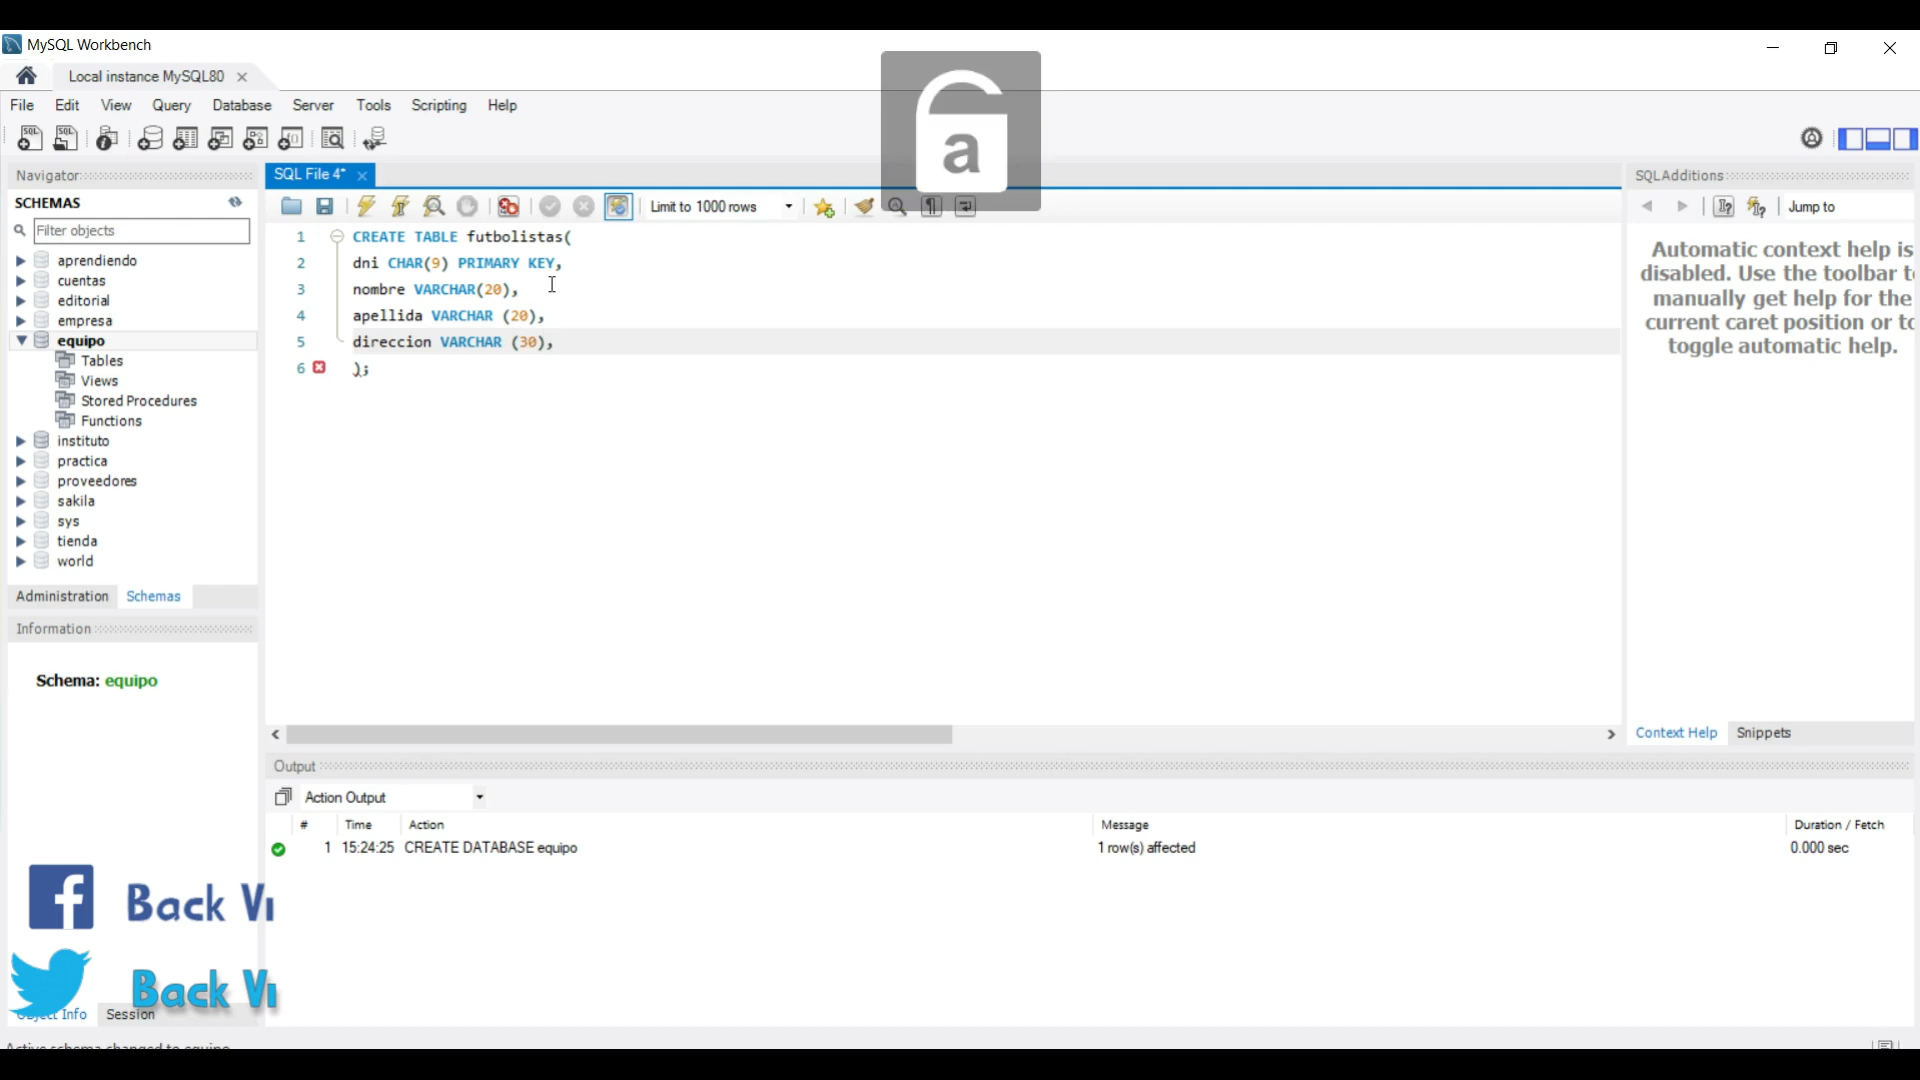 MySQL Workbench
Local instance MySQL80
File Edit View Query Database Server Tools Scripting Help
a
Navigator
SCHEMAS
Filter objects
aprendiendo
cuentas
editorial
empresa
equipo
Tables
Views
Stored Procedures
Functions
instituto
practica
proveedores
sakila
sys
tienda
world
Administration Schemas
Information
Schema: equipo
Back Vi
Back Vi
Object Info Session
Active schema changed to equipo
SQL File 4*
Limit to 1000 rows
1 CREATE TABLE futbolistas(
2 dni CHAR(9) PRIMARY KEY,
3 nombre VARCHAR(20),
4 apellida VARCHAR (20),
5 direccion VARCHAR (30),
6 );
SQLAdditions
Jump to
Automatic context help is
disabled. Use the toolbar
manually get help for the
current caret position or
toggle automatic help.
Context Help Snippets
Output
Action Output
# Time Action Message Duration / Fetch
1 15:24:25 CREATE DATABASE equipo 1 row(s) affected 0.000 sec